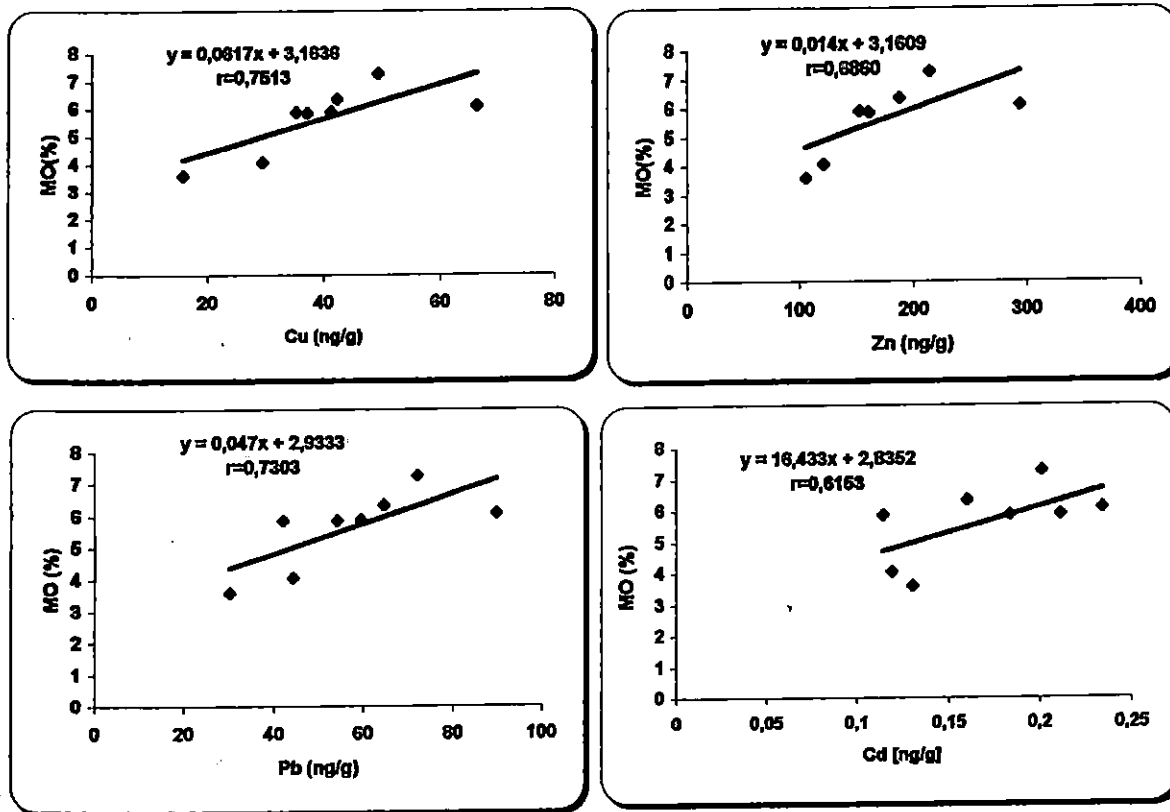 y = 0,0617x + 3,1636
r=0,7513
MO(%)
8
7
6
5
4
3
2
1
0
0 20 40 60 80
Cu (ng/g)
y = 0,014x + 3,1609
r=0,6860
MO(%)
8
7
6
5
4
3
2
1
0
0 100 200 300 400
Zn (ng/g)
y = 0,047x + 2,9333
r=0,7303
MO (%)
8
7
6
5
4
3
2
1
0
0 20 40 60 80 100
Pb (ng/g)
y = 16,433x + 2,8352
r=0,6153
MO (%)
8
7
6
5
4
3
2
1
0
0 0,05 0,1 0,15 0,2 0,25
Cd [ng/g]